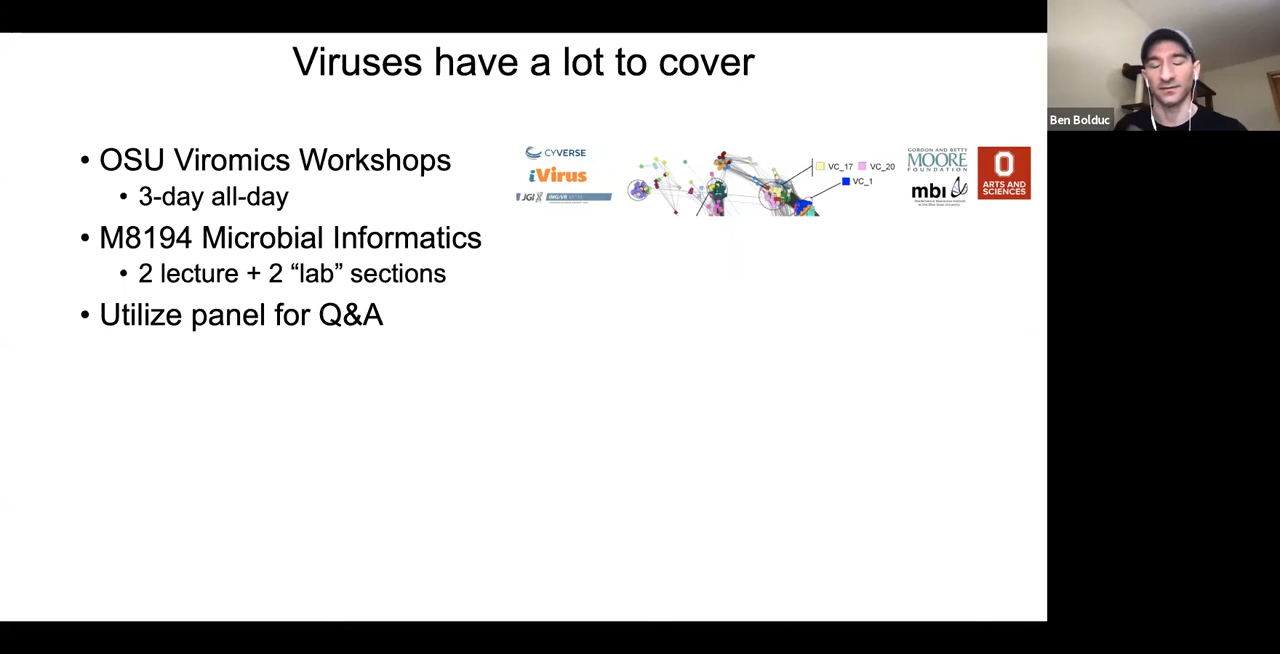 Viruses have a lot to cover
• OSU Viromics Workshops
• 3-day all-day
• M8194 Microbial Informatics
• 2 lecture + 2 “lab” sections
• Utilize panel for Q&A
CYVERSE
iVirus
JGI IMG/VR
VC_17 VC_20
VC_1
GORDON AND BETTY
MOORE
FOUNDATION
mbi
ARTS AND
SCIENCES
Ben Bolduc